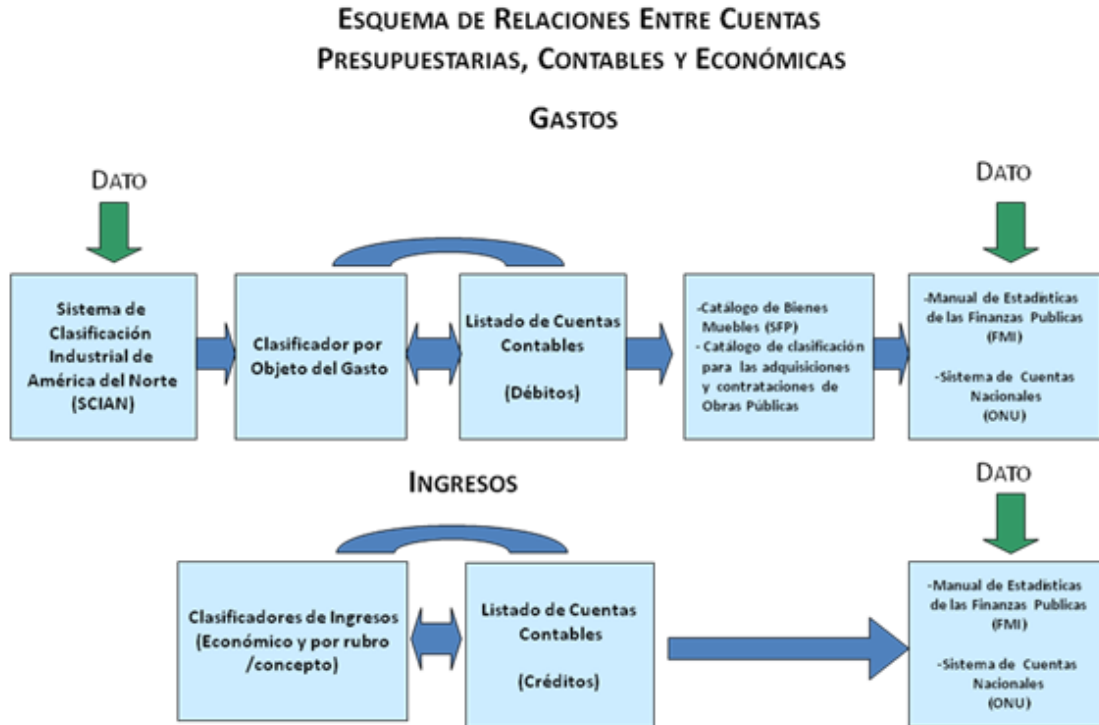 ESQUEMA DE RELACIONES ENTRE CUENTAS
PRESUPUESTARIAS, CONTABLES Y ECONÓMICAS
GASTOS
DATO
DATO
Sistema de
Clasificación
Industrial de
América del Norte
(SCIAN)
Clasificador por
Objeto del Gasto
Listado de Cuentas
Contables
(Débitos)
-Catálogo de Bienes
Muebles (SFP)
- Catálogo de clasificación
para las adquisiciones
y contrataciones de
Obras Públicas
-Manual de Estadísticas
de las Finanzas Publicas
(FMI)
-Sistema de Cuentas
Nacionales
(ONU)
INGRESOS
DATO
Clasificadores de Ingresos
(Económico y por rubro
/concepto)
Listado de Cuentas
Contables
(Créditos)
-Manual de Estadísticas
de las Finanzas Publicas
(FMI)
-Sistema de Cuentas
Nacionales
(ONU)